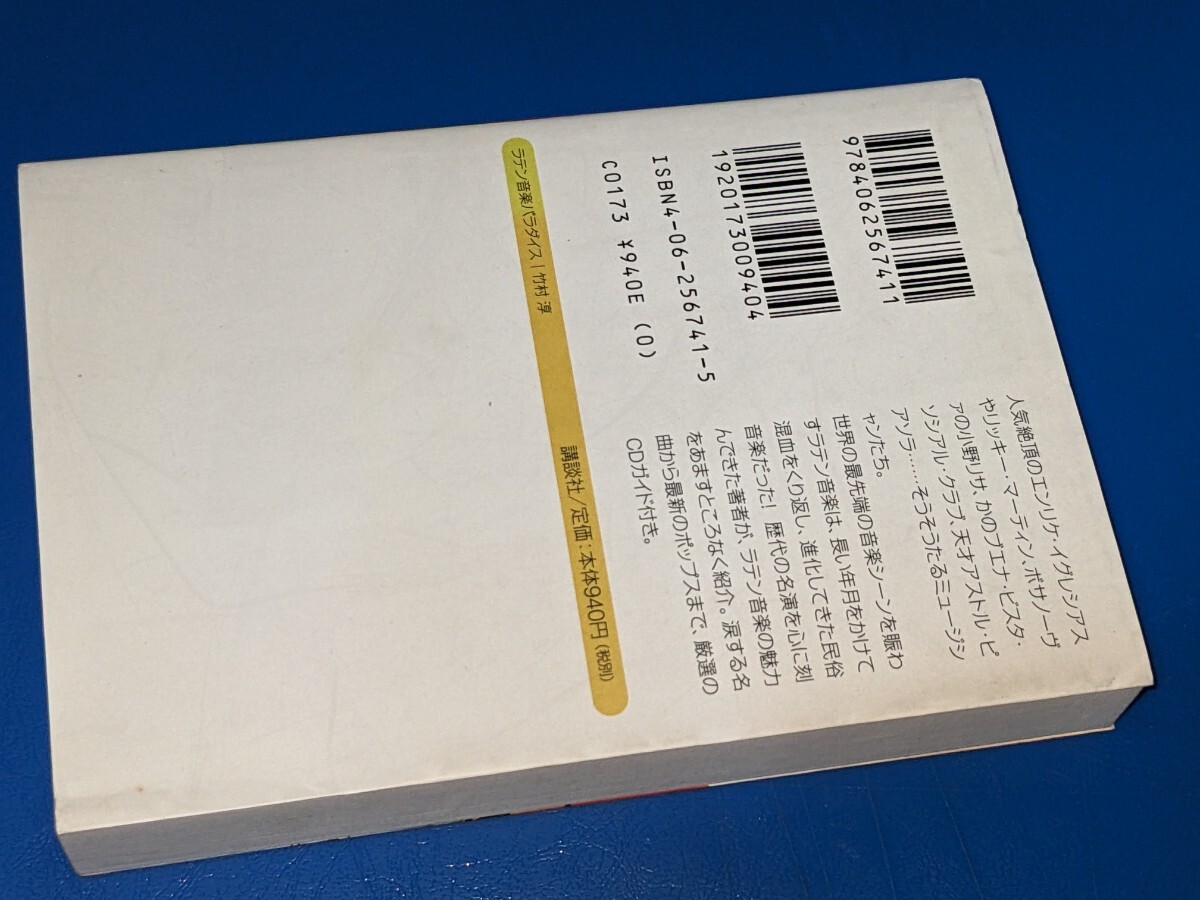 9784062567411
1920173009404
ISBN4-06-256741-5
C0173 ¥940E (0)
人気絶頂のエンリケ・イグレシアス
やリッキー・マーティン、ボサノーヴ
ァの小野リサ、かのブエナ・ビスタ・
ソシアル・クラブ、天才アストル・ピ
アソラ……そうそうたるミュージシ
ャンたち。
世界の最先端の音楽シーンを賑わ
すラテン音楽は、長い年月をかけて
混血をくり返し、進化してきた民俗
音楽だった! 歴代の名演を心に刻
んできた著者が、ラテン音楽の魅力
をあますところなく紹介。涙する名
曲から最新のポップスまで、厳選の
CDガイド付き。
ラテン音楽パラダイス|竹村 淳
講談社/定価:本体940円(税別)